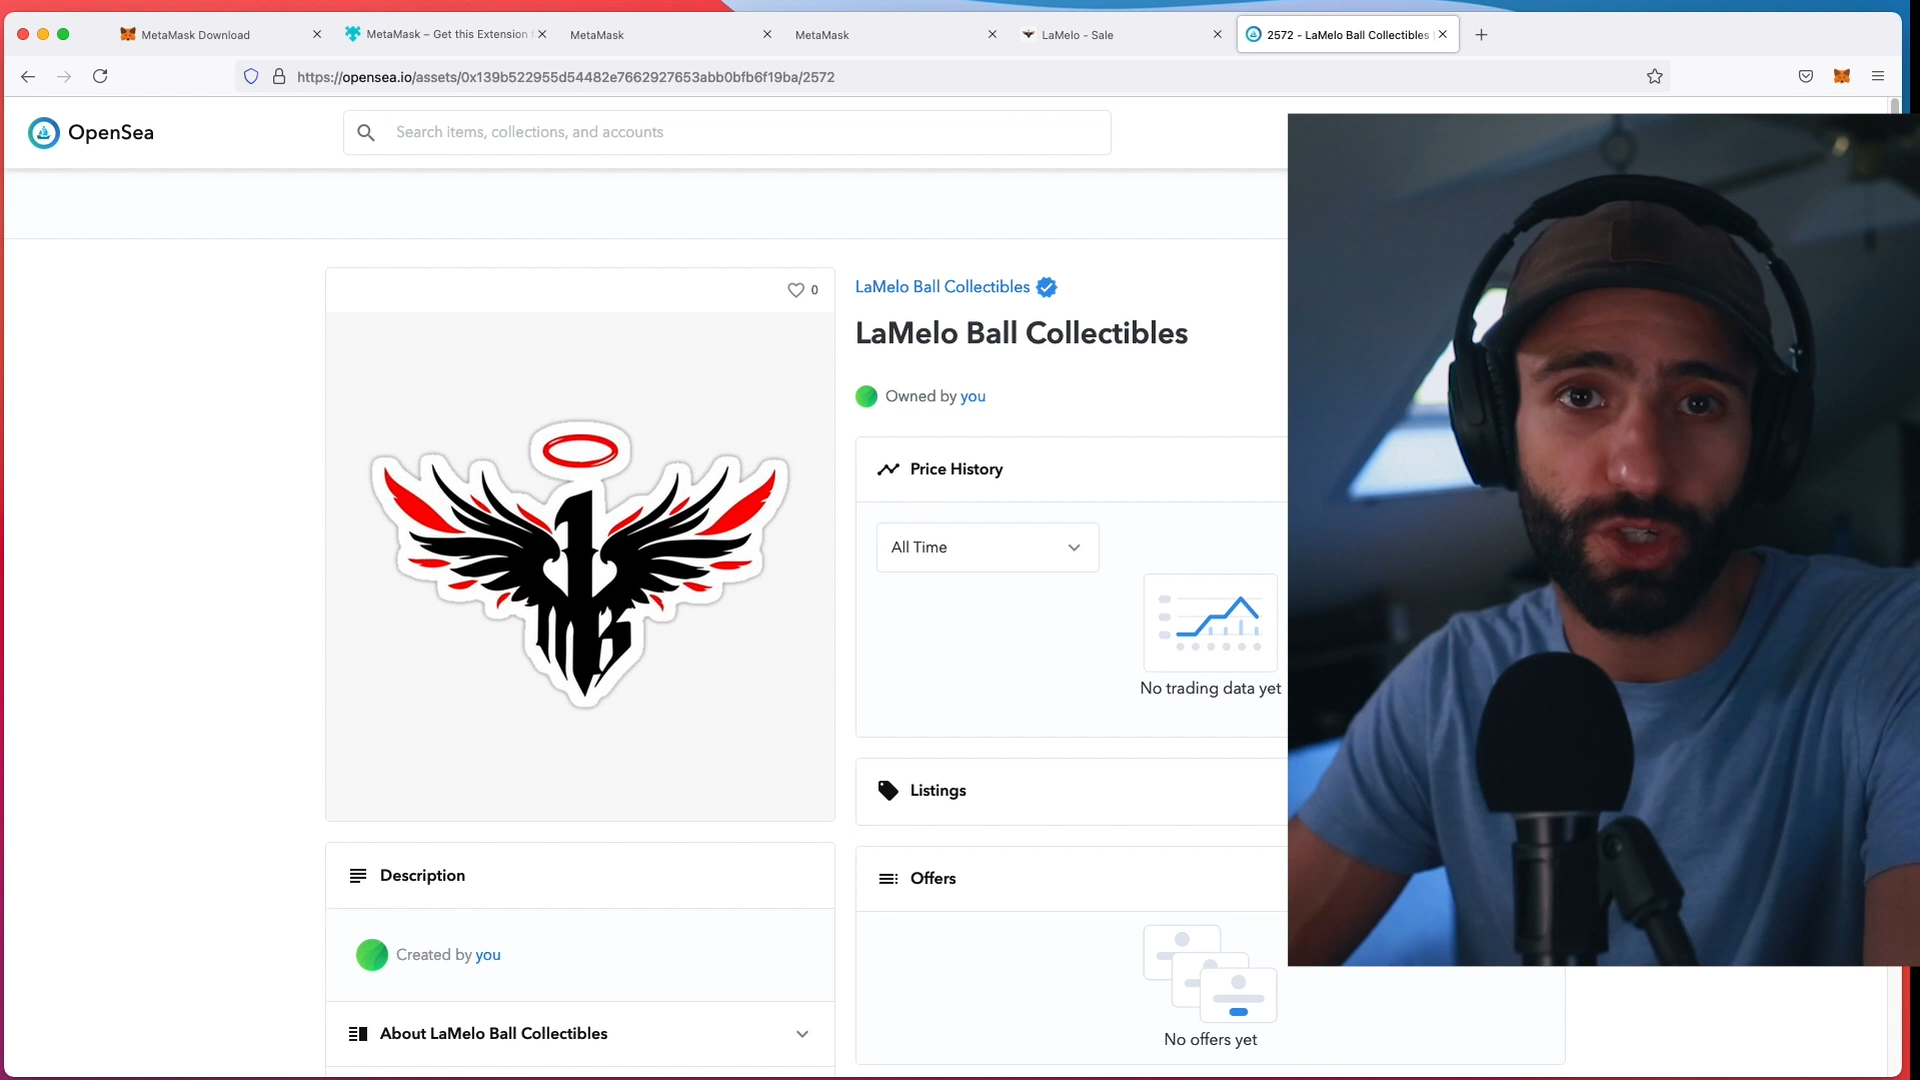 MetaMask Download
MetaMask – Get this Extension
MetaMask
MetaMask
LaMelo - Sale
2572 - LaMelo Ball Collectibles
https://opensea.io/assets/0x139b522955d54482e7662927653abb0bfb6f19ba/2572
OpenSea
Search items, collections, and accounts
0
LaMelo Ball Collectibles
LaMelo Ball Collectibles
Owned by you
Price History
All Time
No trading data yet
Listings
Description
Offers
Created by you
About LaMelo Ball Collectibles
No offers yet